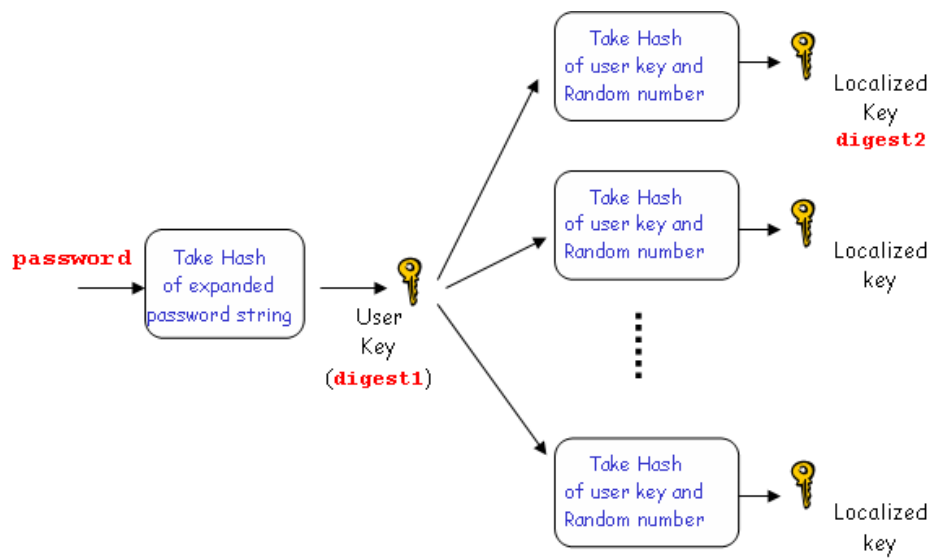 password
Take Hash
of expanded
password string
User
Key
(digest1)
Take Hash
of user key and
Random number
Localized
Key
digest2
Take Hash
of user key and
Random number
Localized
key
Take Hash
of user key and
Random number
Localized
key